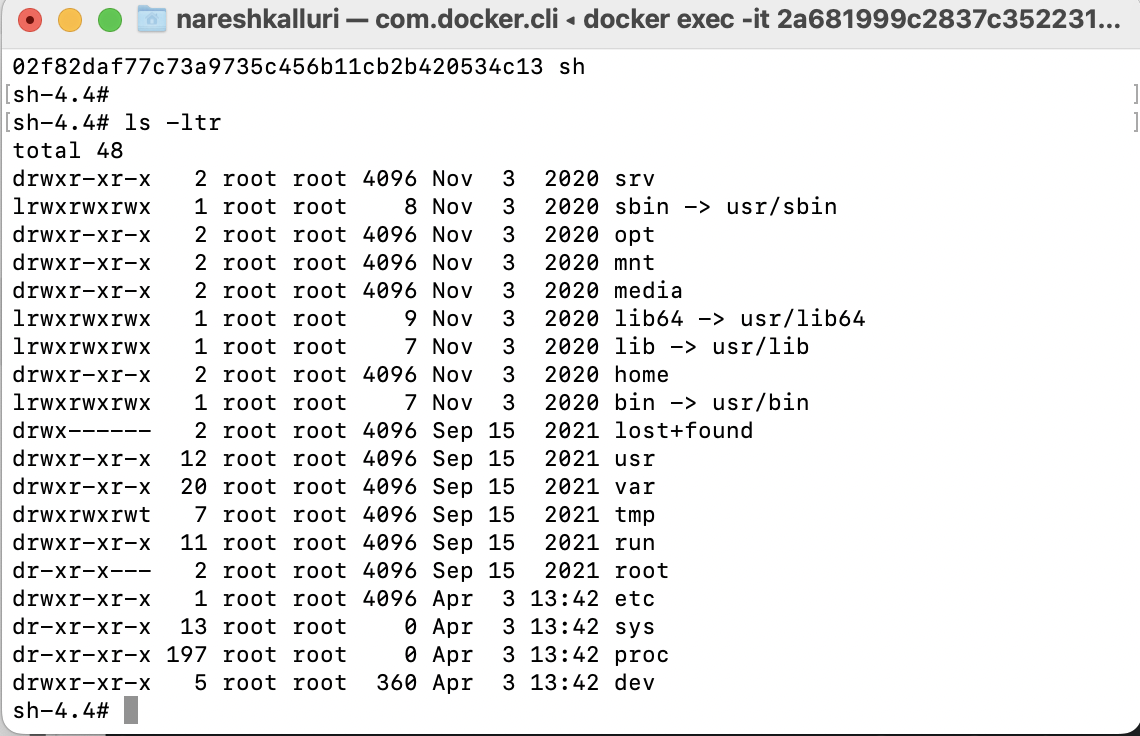 nareshkalluri — com.docker.cli ◂ docker exec -it 2a681999c2837c352231...
02f82daf77c73a9735c456b11cb2b420534c13 sh
[sh-4.4# ]
[sh-4.4# ls -ltr ]
total 48
drwxr-xr-x   2 root root 4096 Nov  3  2020 srv
lrwxrwxrwx   1 root root    8 Nov  3  2020 sbin -> usr/sbin
drwxr-xr-x   2 root root 4096 Nov  3  2020 opt
drwxr-xr-x   2 root root 4096 Nov  3  2020 mnt
drwxr-xr-x   2 root root 4096 Nov  3  2020 media
lrwxrwxrwx   1 root root    9 Nov  3  2020 lib64 -> usr/lib64
lrwxrwxrwx   1 root root    7 Nov  3  2020 lib -> usr/lib
drwxr-xr-x   2 root root 4096 Nov  3  2020 home
lrwxrwxrwx   1 root root    7 Nov  3  2020 bin -> usr/bin
drwx------   2 root root 4096 Sep 15  2021 lost+found
drwxr-xr-x  12 root root 4096 Sep 15  2021 usr
drwxr-xr-x  20 root root 4096 Sep 15  2021 var
drwxrwxrwt   7 root root 4096 Sep 15  2021 tmp
drwxr-xr-x  11 root root 4096 Sep 15  2021 run
dr-xr-x---   2 root root 4096 Sep 15  2021 root
drwxr-xr-x   1 root root 4096 Apr  3 13:42 etc
dr-xr-xr-x  13 root root    0 Apr  3 13:42 sys
dr-xr-xr-x 197 root root    0 Apr  3 13:42 proc
drwxr-xr-x   5 root root  360 Apr  3 13:42 dev
sh-4.4#